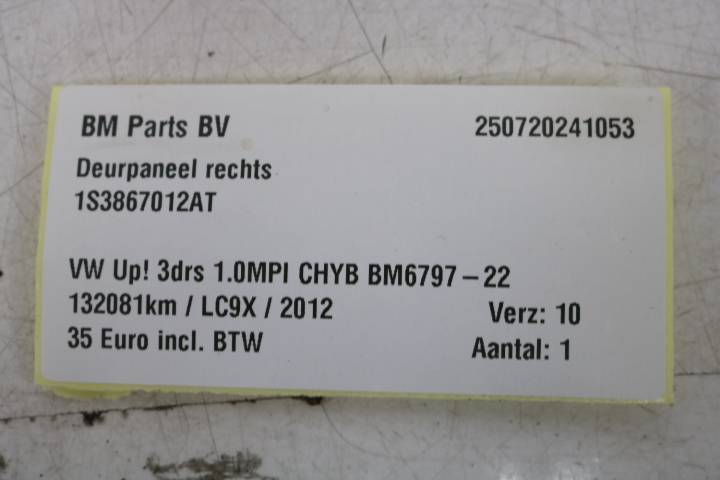 BM Parts BV 250720241053
Deurpaneel rechts
1S3867012AT
VW Up! 3drs 1.0MPI CHYB BM6797-22
132081km / LC9X / 2012 Verz: 10
35 Euro incl. BTW Aantal: 1